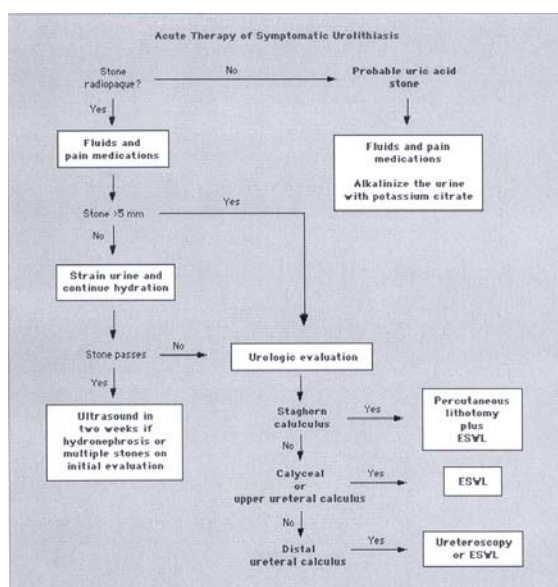 Acute Therapy of Symptomatic Urolithiasis
Stone
radiopaque?
No
Probable uric acid
stone
Yes
Fluids and
pain medications
Fluids and pain
medications
Alkalinize the urine
with potassium citrate
Stone >5 mm
Yes
No
Strain urine and
continue hydration
Stone passes
No
Urologic evaluation
Yes
Ultrasound in
two weeks if
hydronephrosis or
multiple stones on
initial evaluation
Staghorn
calulculus
Yes
Percutaneous
lithotomy
plus
ESWL
No
Calyceal
or
upper ureteral calculus
Yes
ESWL
No
Distal
ureteral calculus
Yes
Ureteroscopy
or ESWL